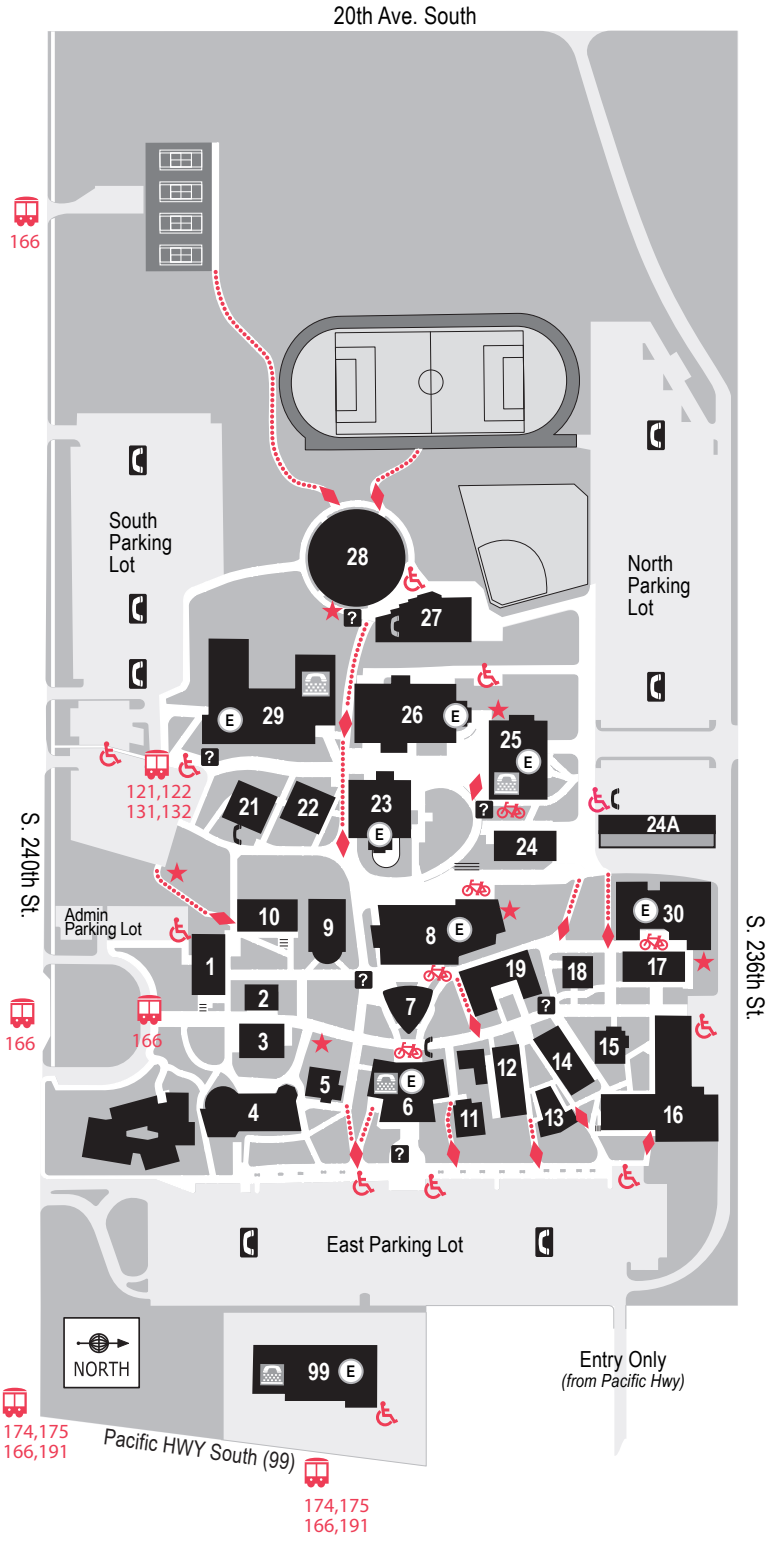 20th Ave. South
166
South
Parking
Lot
28
?
27
North
Parking
Lot
29
E
26
E
25
E
?
121,122
131,132
21
22
23
E
?
24
24A
S. 240th St.
Admin
Parking Lot
10
9
8
E
E
30
1
2
?
7
19
18
17
?
S. 236th St.
166
166
3
5
E
6
12
14
15
4
11
13
16
?
East Parking Lot
NORTH
99
E
Entry Only
(from Pacific Hwy)
174,175
166,191
Pacific HWY South (99)
174,175
166,191